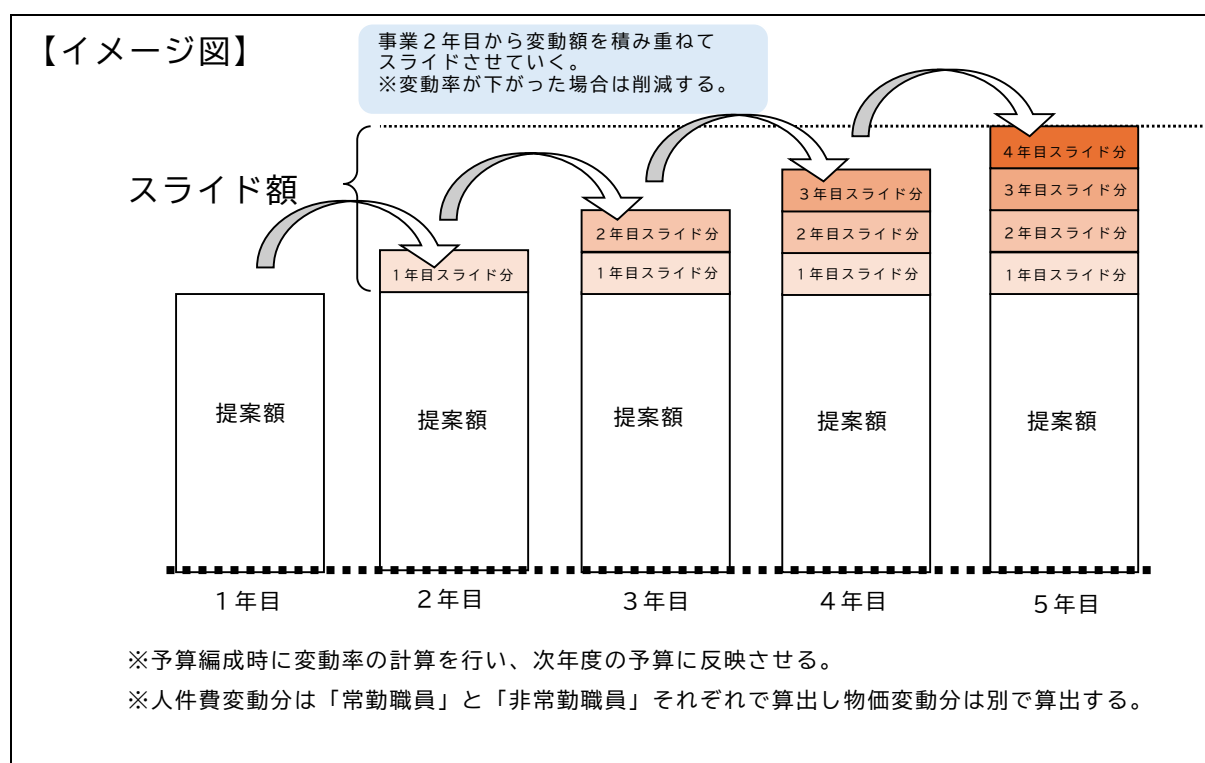 【イメージ図】
事業２年目から変動額を積み重ねて
スライドさせていく。
※変動率が下がった場合は削減する。
スライド額
４年目スライド分
３年目スライド分
３年目スライド分
２年目スライド分
２年目スライド分
２年目スライド分
１年目スライド分
１年目スライド分
１年目スライド分
１年目スライド分
提案額
提案額
提案額
提案額
提案額
１年目
２年目
３年目
４年目
５年目
※予算編成時に変動率の計算を行い、次年度の予算に反映させる。
※人件費変動分は「常勤職員」と「非常勤職員」それぞれで算出し物価変動分は別で算出する。